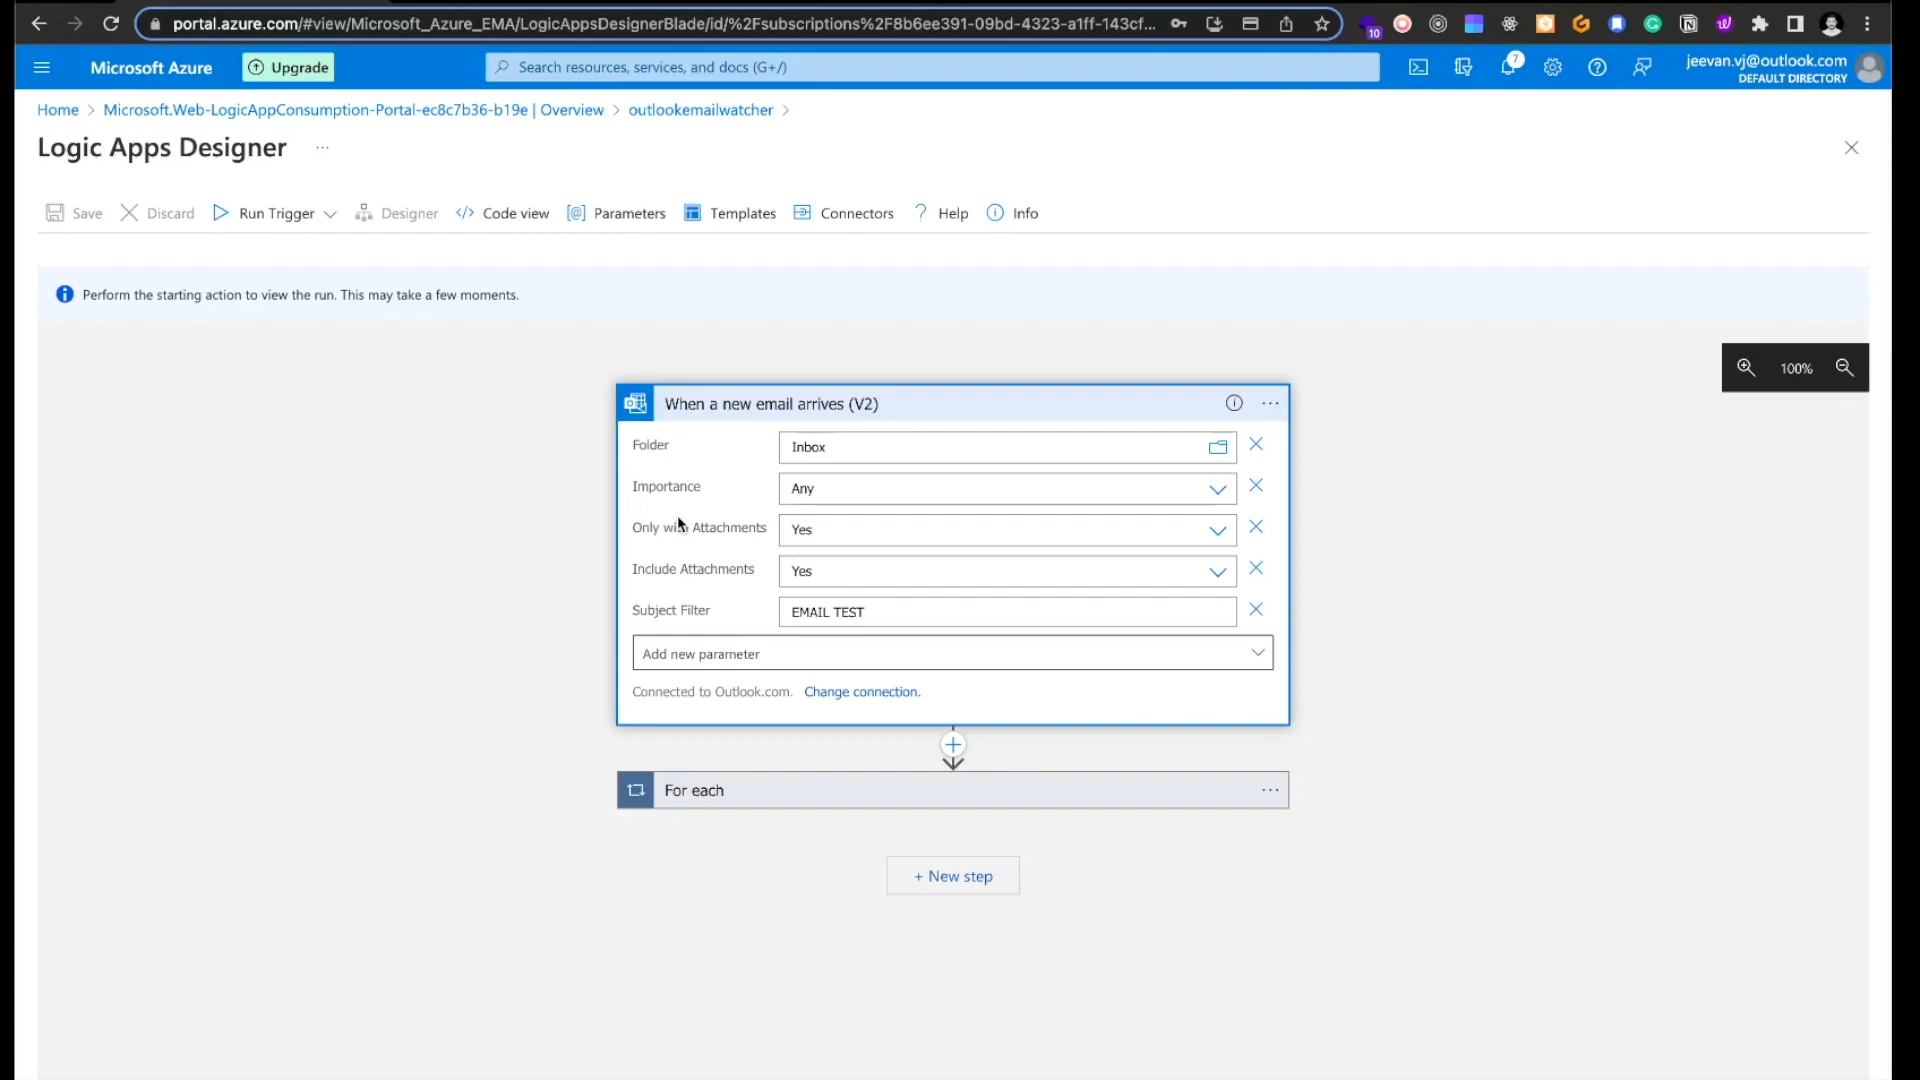 portal.azure.com/#view/Microsoft_Azure_EMA/LogicAppsDesignerBlade/id/%2Fsubscriptions%2F8b6ee391-09bd-4323-a1ff-143cf...
10
Microsoft Azure
Upgrade
Search resources, services, and docs (G+/)
7
jeevan.vj@outlook.com
DEFAULT DIRECTORY
Home > Microsoft.Web-LogicAppConsumption-Portal-ec8c7b36-b19e | Overview > outlookemailwatcher >
Logic Apps Designer ...
Save Discard Run Trigger Designer Code view Parameters Templates Connectors Help Info
Perform the starting action to view the run. This may take a few moments.
100%
When a new email arrives (V2)
Folder Inbox
Importance Any
Only with Attachments Yes
Include Attachments Yes
Subject Filter EMAIL TEST
Add new parameter
Connected to Outlook.com. Change connection.
For each
+ New step